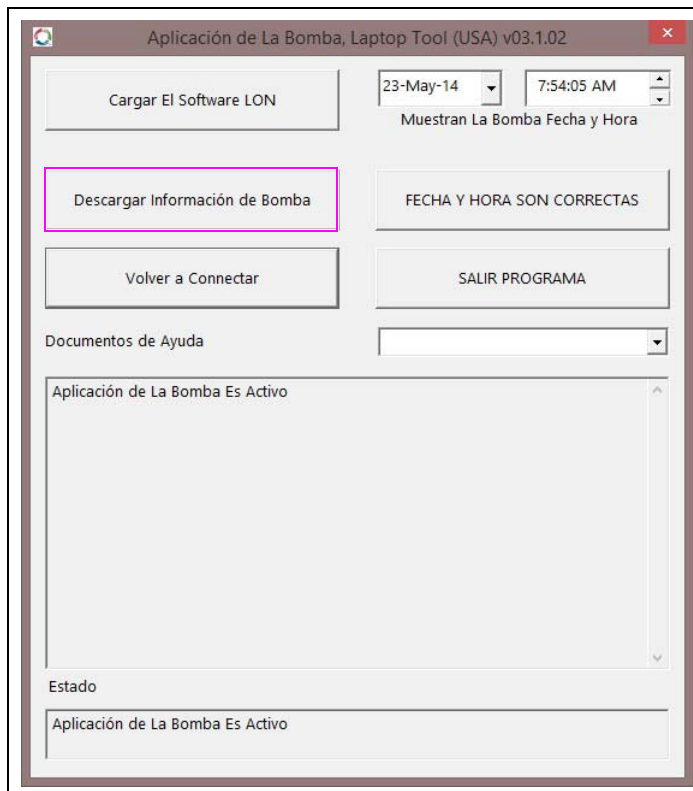 Aplicación de La Bomba, Laptop Tool (USA) v03.1.02
Cargar El Software LON
23-May-14
7:54:05 AM
Muestran La Bomba Fecha y Hora
Descargar Información de Bomba
FECHA Y HORA SON CORRECTAS
Volver a Connectar
SALIR PROGRAMA
Documentos de Ayuda
Aplicación de La Bomba Es Activo
Estado
Aplicación de La Bomba Es Activo